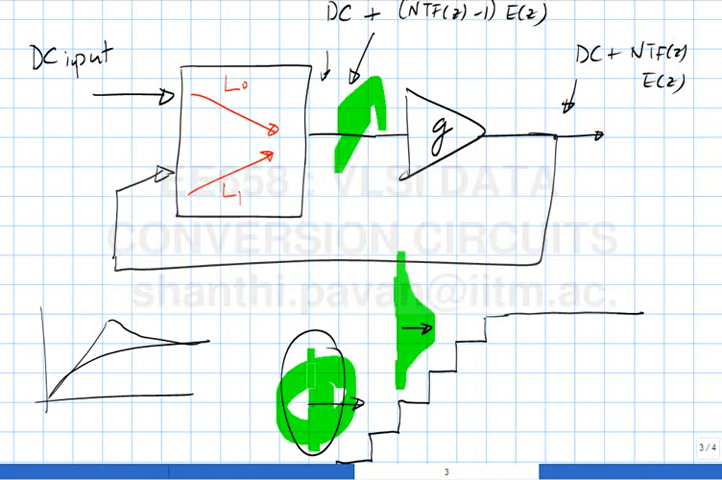 DC + (NTF(z) - 1) E(z)
DC input
DC + NTF(z)
E(z)
L0
g
L1
EE558 : VLSI DATA
CONVERSION CIRCUITS
shanthi.pavan@iitm.ac.
3/4
3